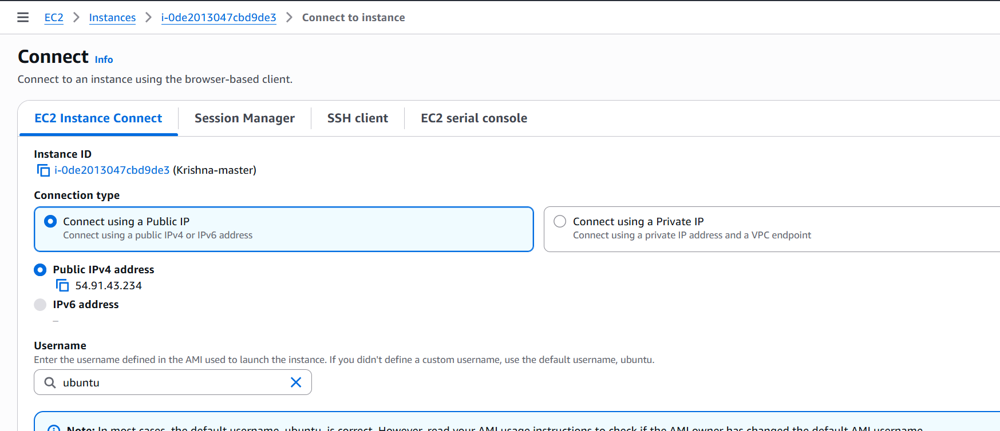 EC2 > Instances > i-0de2013047cbd9de3 > Connect to instance
Connect Info
Connect to an instance using the browser-based client.
EC2 Instance Connect Session Manager SSH client EC2 serial console
Instance ID
i-0de2013047cbd9de3 (Krishna-master)
Connection type
Connect using a Public IP
Connect using a public IPv4 or IPv6 address
Connect using a Private IP
Connect using a private IP address and a VPC endpoint
Public IPv4 address
54.91.43.234
IPv6 address
–
Username
Enter the username defined in the AMI used to launch the instance. If you didn't define a custom username, use the default username, ubuntu.
ubuntu
Note: In most cases, the default username, ubuntu, is correct. However, read your AMI usage instructions to check if the AMI owner has changed the default AMI username.